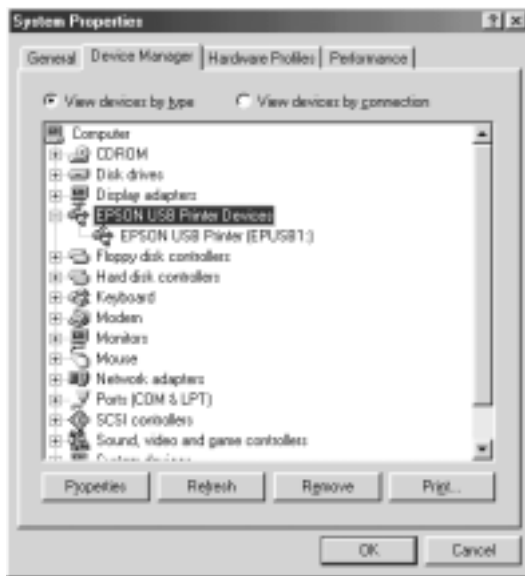 System Properties
General Device Manager Hardware Profiles Performance
View devices by type View devices by connection
Computer
CDROM
Disk drives
Display adapters
EPSON USB Printer Devices
EPSON USB Printer (EPUSB1:)
Floppy disk controllers
Hard disk controllers
Keyboard
Modem
Monitors
Mouse
Network adapters
Ports (COM & LPT)
SCSI controllers
Sound, video and game controllers
System devices
Properties Refresh Remove Print...
OK Cancel